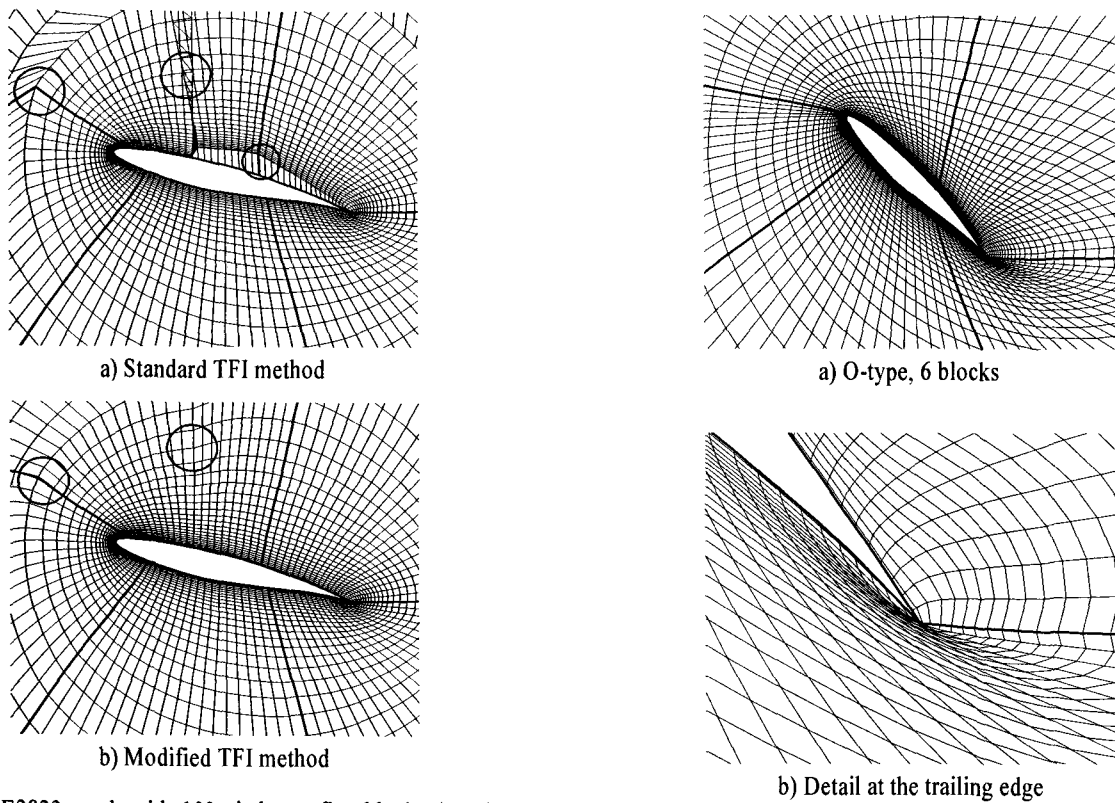 a) Standard TFI method
b) Modified TFI method
a) O-type, 6 blocks
b) Detail at the trailing edge